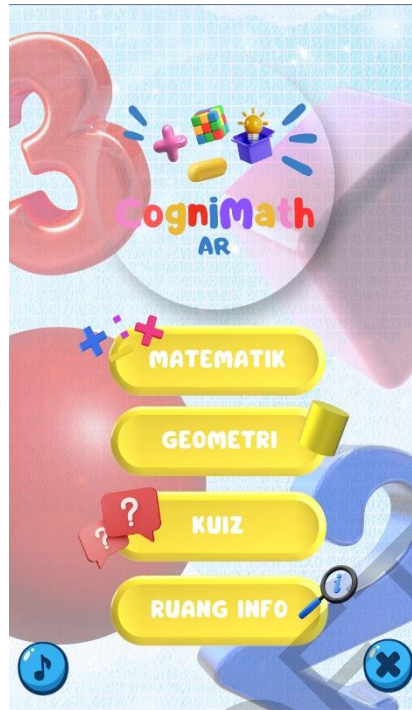 CogniMath
AR
MATEMATIK
GEOMETRI
KUIZ
RUANG INFO